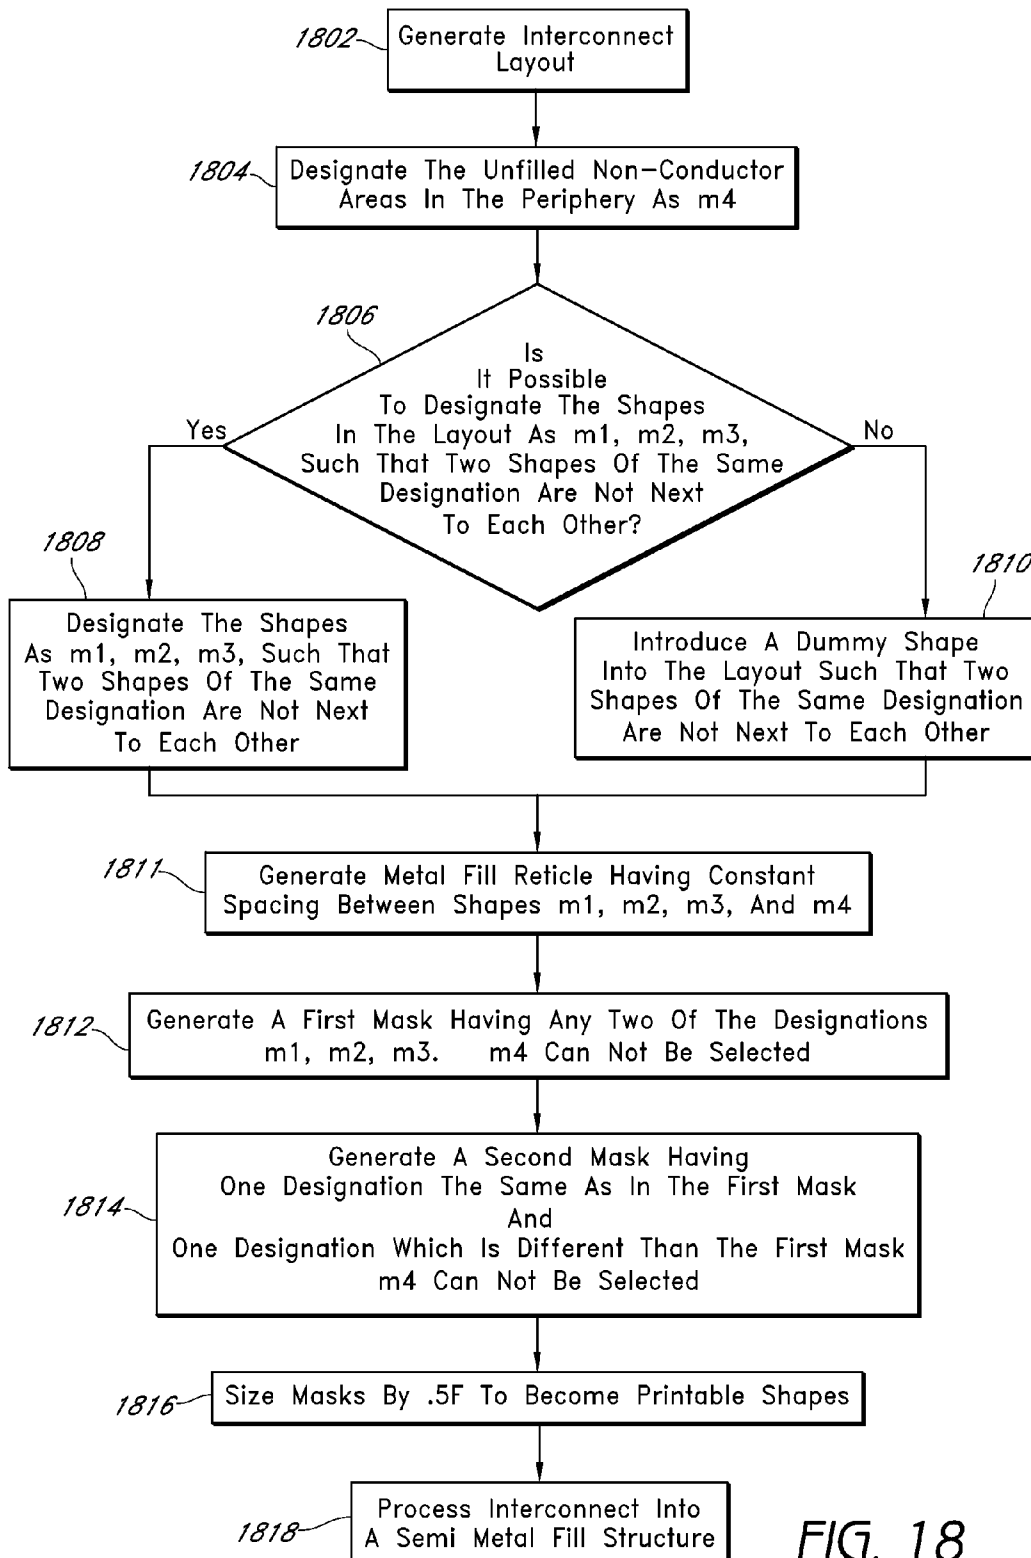 1802
Generate Interconnect
Layout
1804
Designate The Unfilled Non-Conductor
Areas In The Periphery As m4
1806
Is
It Possible
To Designate The Shapes
In The Layout As m1, m2, m3,
Such That Two Shapes Of The Same
Designation Are Not Next
To Each Other?
Yes
No
1808
Designate The Shapes
As m1, m2, m3, Such That
Two Shapes Of The Same
Designation Are Not Next
To Each Other
1810
Introduce A Dummy Shape
Into The Layout Such That Two
Shapes Of The Same Designation
Are Not Next To Each Other
1811
Generate Metal Fill Reticle Having Constant
Spacing Between Shapes m1, m2, m3, And m4
1812
Generate A First Mask Having Any Two Of The Designations
m1, m2, m3. m4 Can Not Be Selected
1814
Generate A Second Mask Having
One Designation The Same As In The First Mask
And
One Designation Which Is Different Than The First Mask
m4 Can Not Be Selected
1816
Size Masks By .5F To Become Printable Shapes
1818
Process Interconnect Into
A Semi Metal Fill Structure
FIG. 18